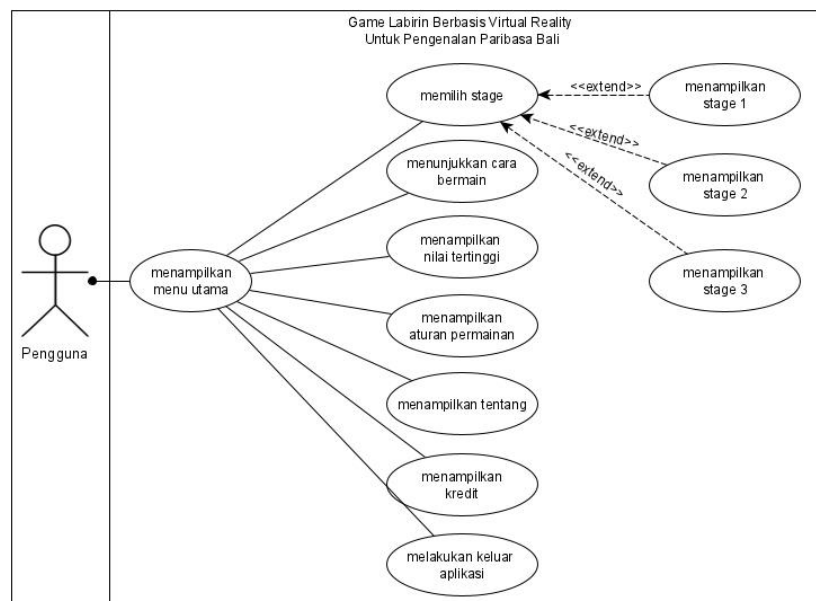 Game Labirin Berbasis Virtual Reality
Untuk Pengenalan Paribasa Bali
memilih stage
<<extend>>
menampilkan
stage 1
menunjukkan cara
bermain
<<extend>>
menampilkan
stage 2
<<extend>>
menampilkan
nilai tertinggi
menampilkan
stage 3
menampilkan
menu utama
menampilkan
aturan permainan
Pengguna
menampilkan tentang
menampilkan
kredit
melakukan keluar
aplikasi